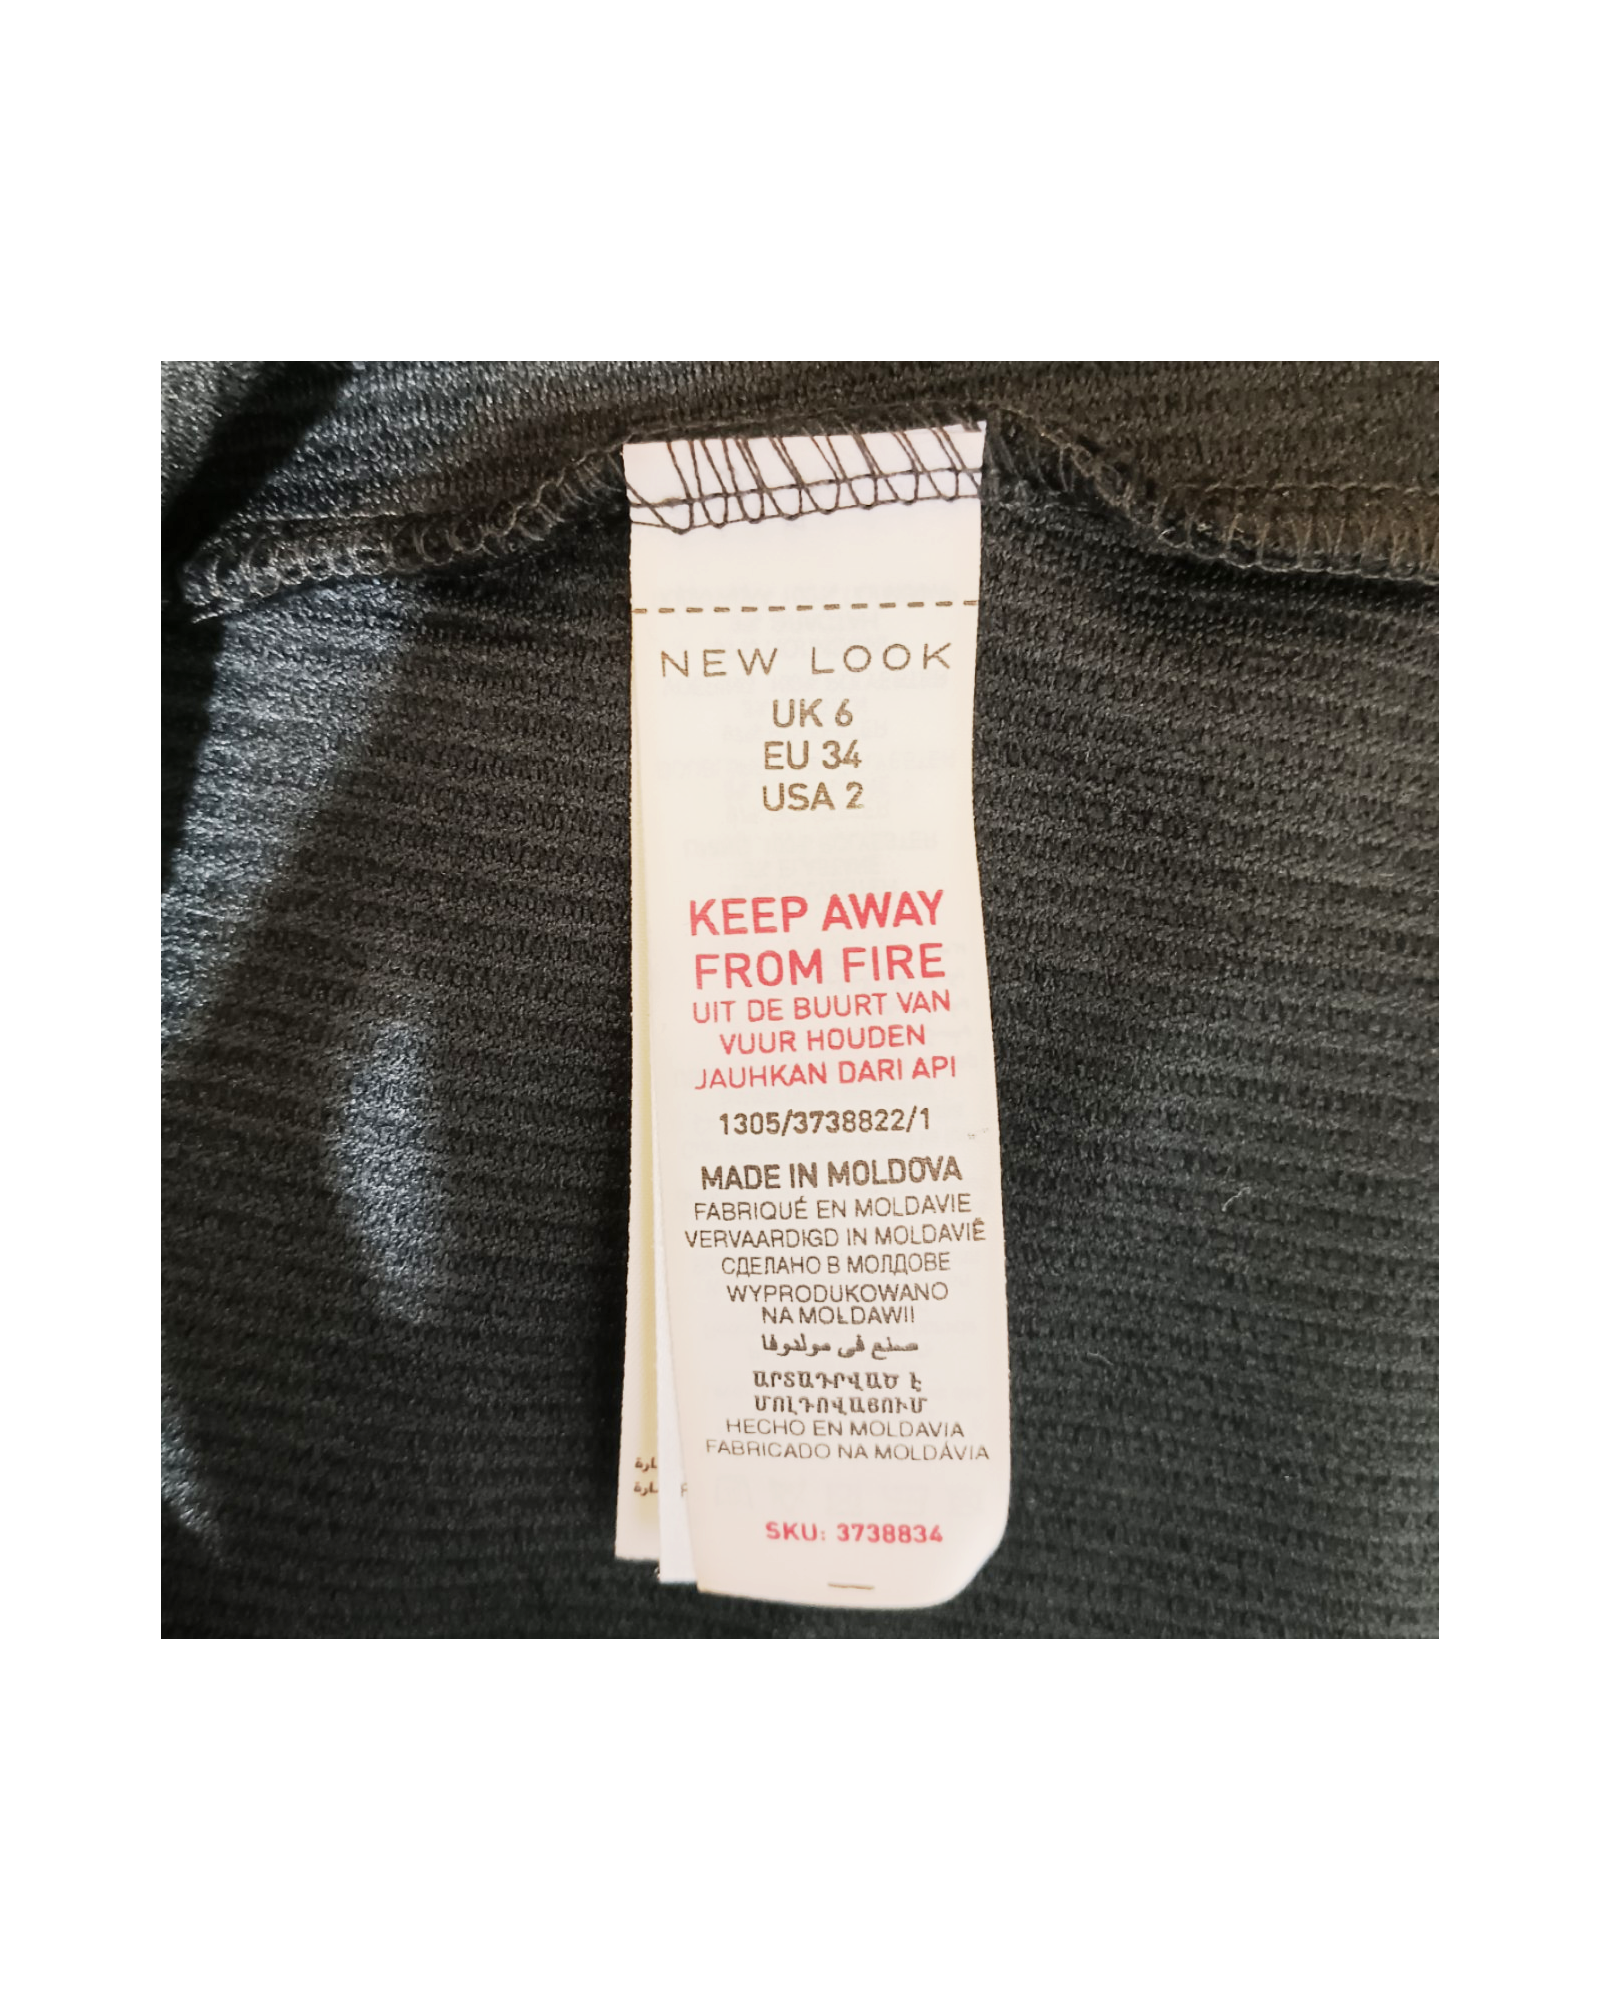 NEW LOOK
UK 6
EU 34
USA 2
KEEP AWAY
FROM FIRE
UIT DE BUURT VAN
VUUR HOUDEN
JAUHKAN DARI API
1305/3738822/1
MADE IN MOLDOVA
FABRIQUÉ EN MOLDAVIE
VERVAARDIGD IN MOLDAVIË
СДЕЛАНО В МОЛДОВЕ
WYPRODUKOWANO
NA MOŁDAWII
صنع في مولدوفا
ԱՐՏԱԴՐՎԱԾ Է
ՄՈԼԴՈՎԱՅՈՒՄ
HECHO EN MOLDAVIA
FABRICADO NA MOLDÁVIA
SKU: 3738834